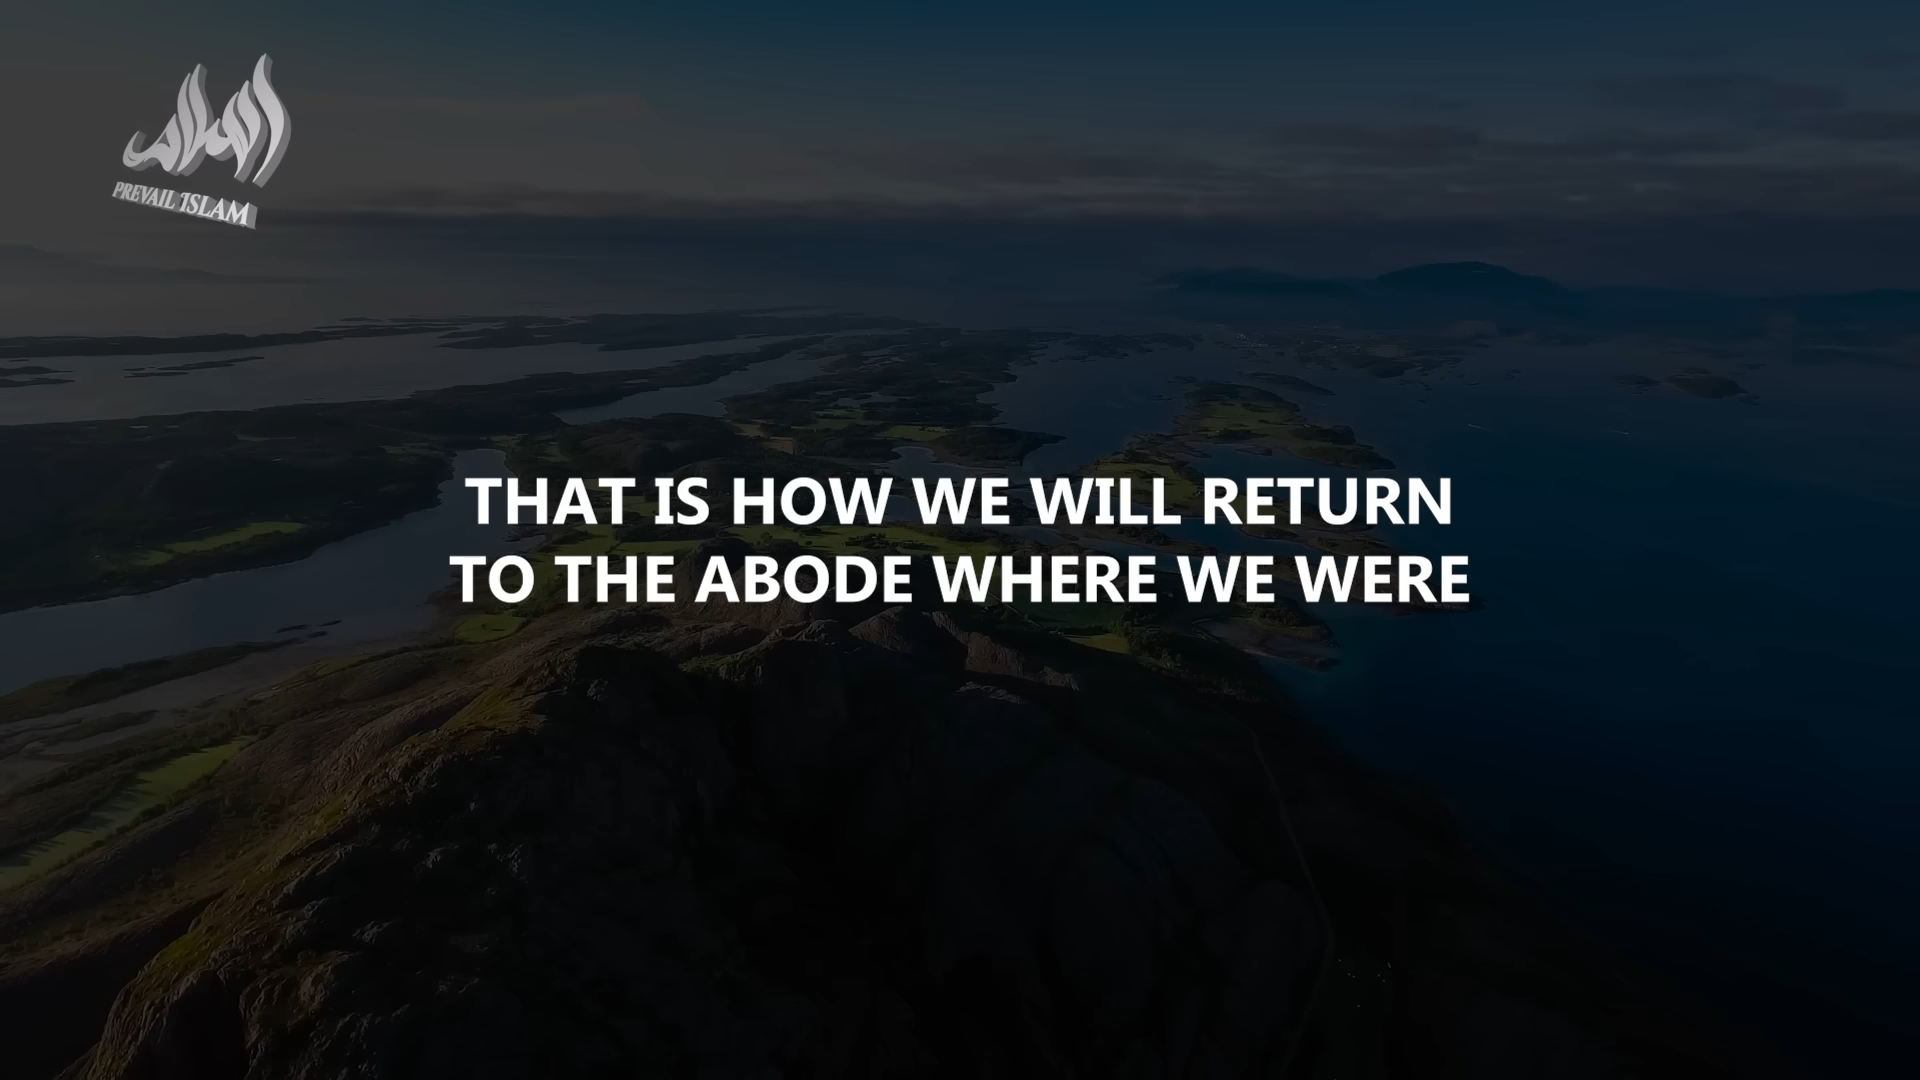 PREVAIL ISLAM
THAT IS HOW WE WILL RETURN
TO THE ABODE WHERE WE WERE